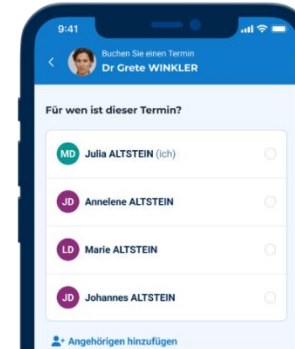 9:41
Buchen Sie einen Termin
Dr Grete WINKLER
Für wen ist dieser Termin?
MD Julia ALTSTEIN (ich)
JD Annelene ALTSTEIN
LD Marie ALTSTEIN
JD Johannes ALTSTEIN
Angehörigen hinzufügen